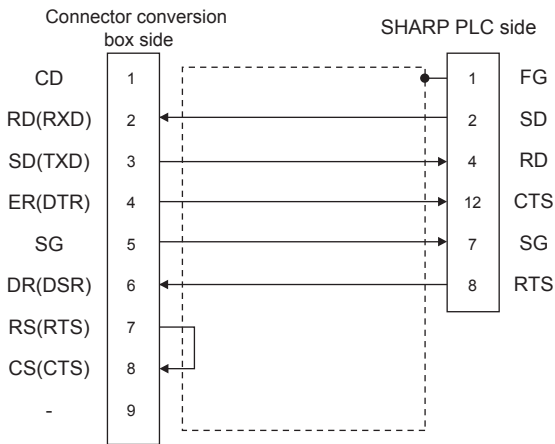 Connector conversion
box side
SHARP PLC side
CD 1 1 FG
RD(RXD) 2 2 SD
SD(TXD) 3 4 RD
ER(DTR) 4 12 CTS
SG 5 7 SG
DR(DSR) 6 8 RTS
RS(RTS) 7
CS(CTS) 8
- 9